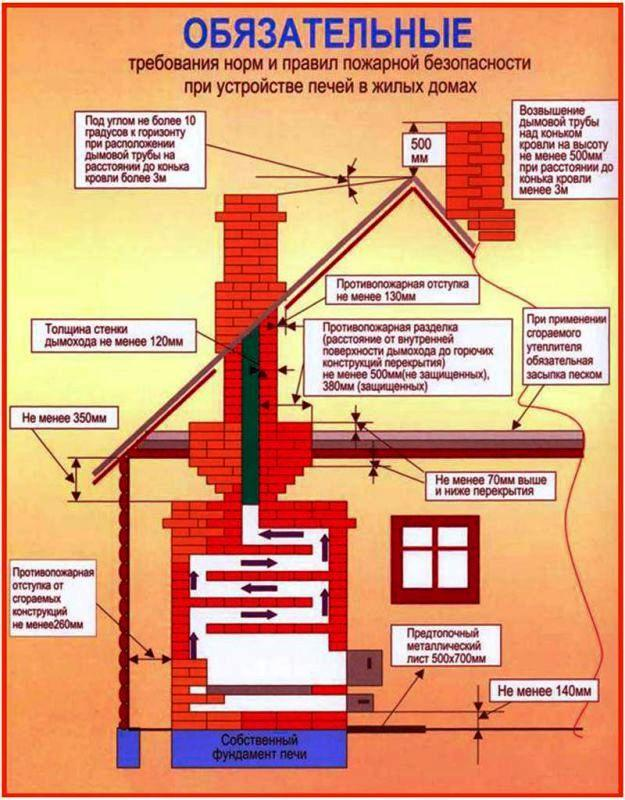 ОБЯЗАТЕЛЬНЫЕ
требования норм и правил пожарной безопасности
при устройстве печей в жилых домах
Под углом не более 10
градусов к горизонту
при расположении
дымовой трубы на
расстоянии до конька
кровли более 3м
500
мм
Возвышение
дымовой трубы
над коньком
кровли на высоту
не менее 500мм
при расстоянии до
конька кровли
менее 3м
Противопожарная отступка
не менее 130мм
Толщина стенки
дымохода не менее 120мм
Противопожарная разделка
(расстояние от внутренней
поверхности дымохода до горючих
конструкций перекрытия)
не менее 500мм(не защищенных),
380мм (защищенных)
При применении
сгораемого
утеплителя
обязательная
засыпка песком
Не менее 350мм
Не менее 70мм выше
и ниже перекрытия
Противопожарная
отступка от
сгораемых
конструкций
не менее260мм
Предтопочный
металлический
лист 500х700мм
Не менее 140мм
Собственный
фундамент печи